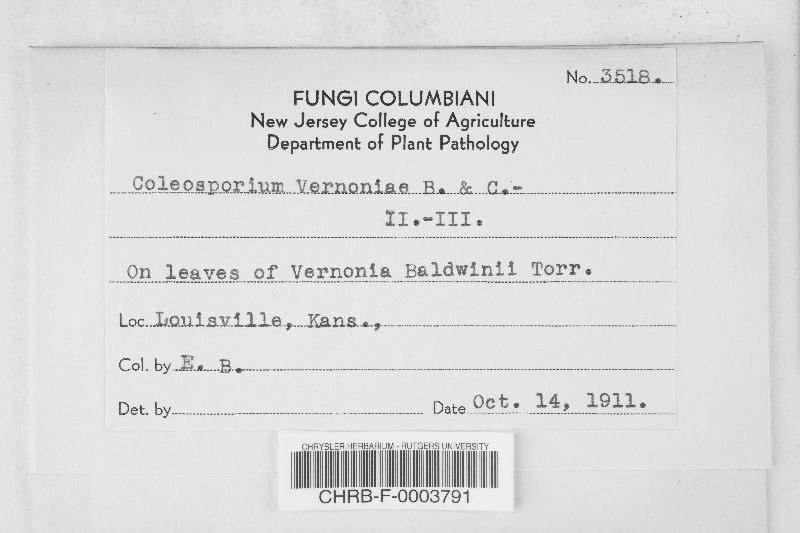 No. 3518.
FUNGI COLUMBIANI
New Jersey College of Agriculture
Department of Plant Pathology
Coleosporium Vernoniae B. & C.-
II.-III.
On leaves of Vernonia Baldwinii Torr.
Loc. Louisville, Kans.,
Col. by E. B.
Det. by Date Oct. 14, 1911.
CHRYSLER HERBARIUM - RUTGERS UNIVERSITY
CHRB-F-0003791